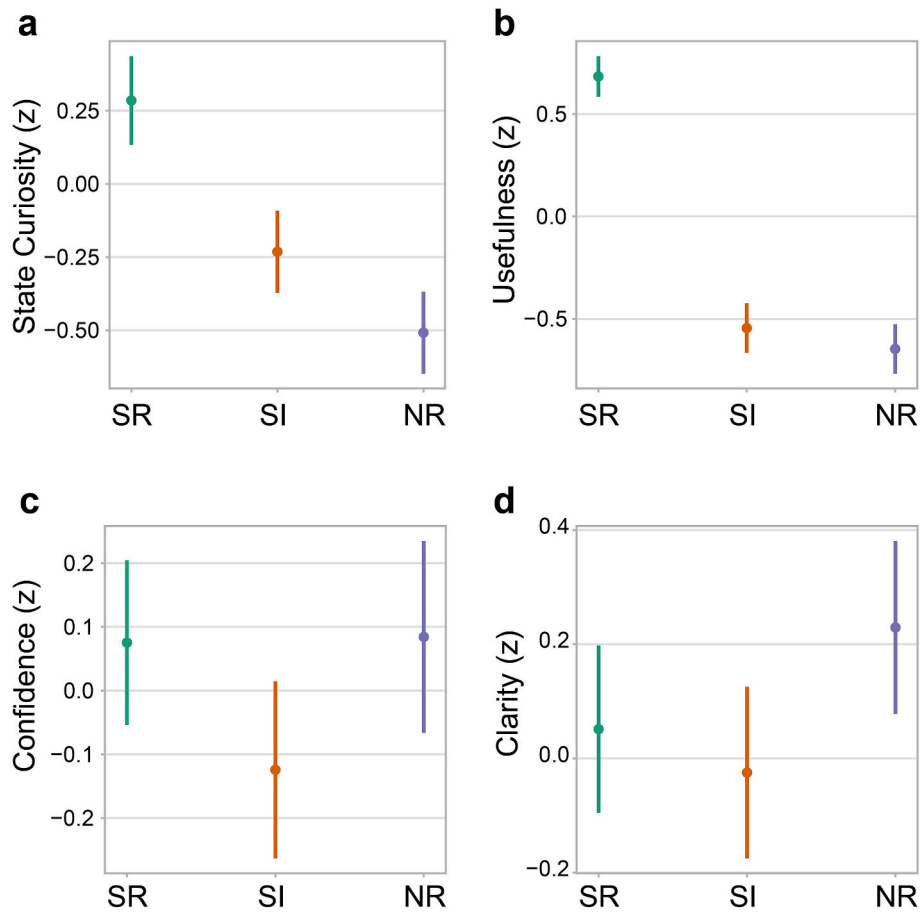 a
State Curiosity (z)
0.25
0.00
−0.25
−0.50
SR SI NR
b
Usefulness (z)
0.5
0.0
−0.5
SR SI NR
c
Confidence (z)
0.2
0.1
0.0
−0.1
−0.2
SR SI NR
d
Clarity (z)
0.4
0.2
0.0
−0.2
SR SI NR